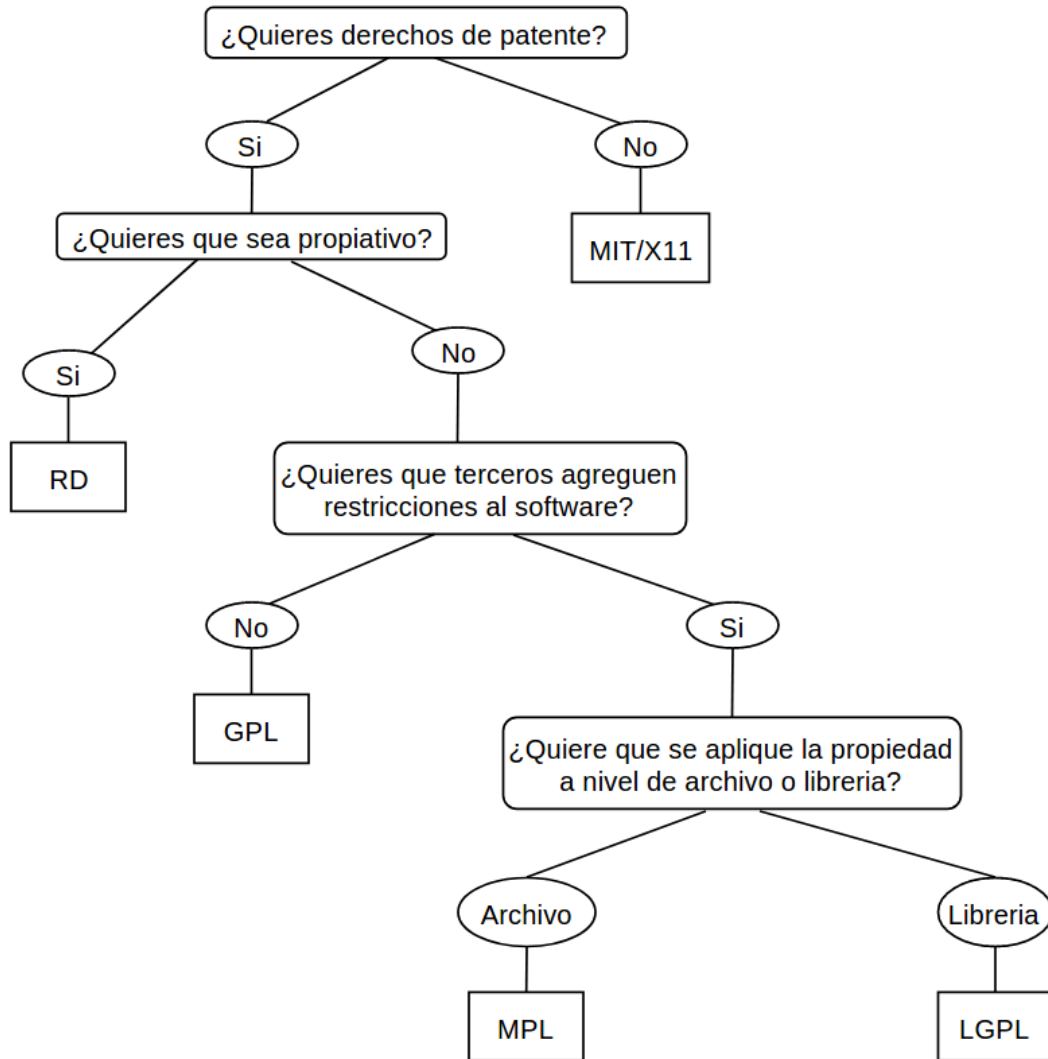 ¿Quieres derechos de patente?
Si
No
¿Quieres que sea propiativo?
MIT/X11
Si
No
RD
¿Quieres que terceros agreguen
restricciones al software?
No
Si
GPL
¿Quiere que se aplique la propiedad
a nivel de archivo o libreria?
Archivo
Libreria
MPL
LGPL